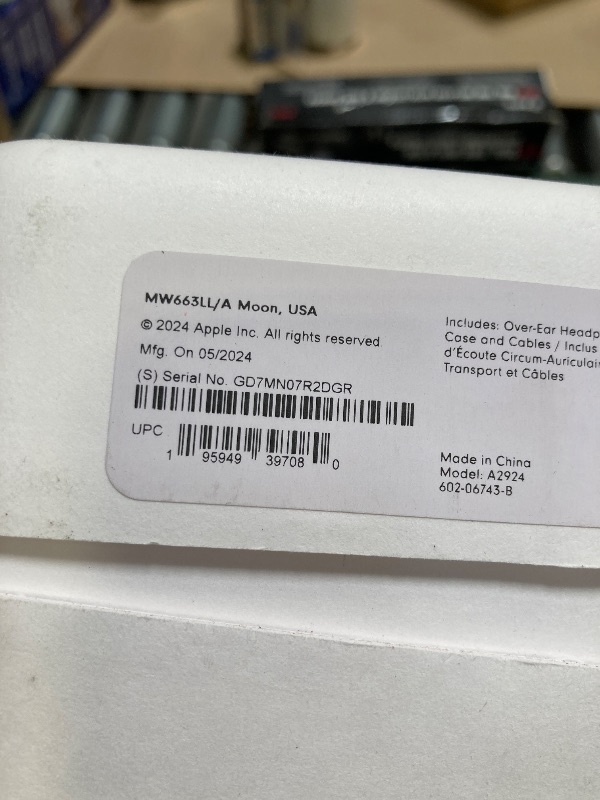 MW663LL/A Moon, USA
© 2024 Apple Inc. All rights reserved
Mfg. On 05/2024
(S) Serial No. GD7MN07R2DGR
UPC
1 95949 39708 0
Includes: Over-Ear
Case and Cables / Inclus
d'Écoute
Transport et Câbles
Made in China
Model: A2924
602-06743-B